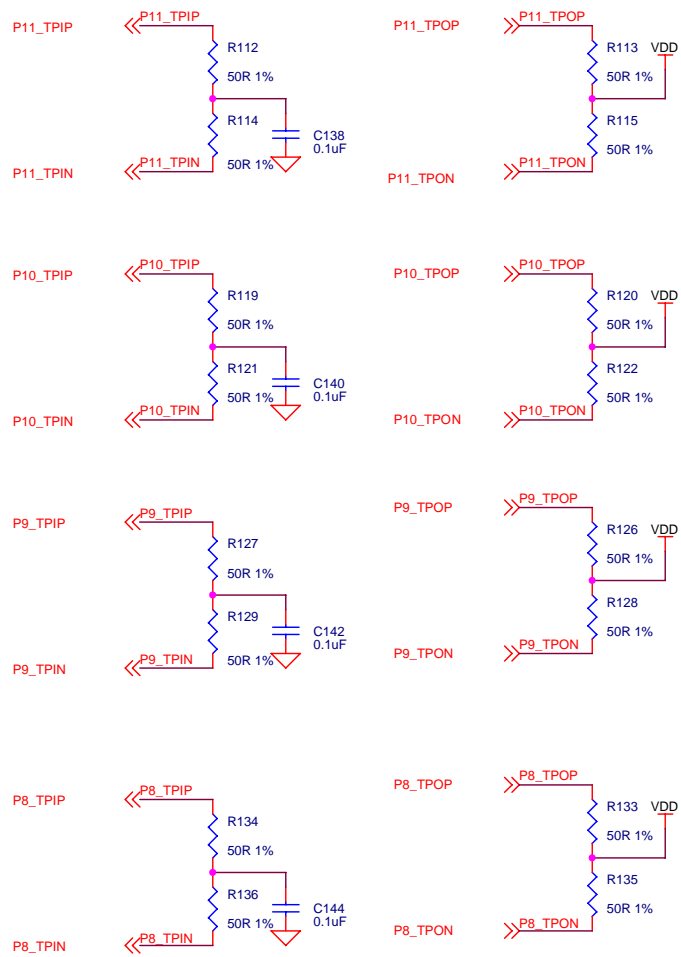 P11_TPIP
P11_TPIP
R112
50R 1%
R114
50R 1%
C138
0.1uF
P11_TPIN
P11_TPIN
P11_TPOP
P11_TPOP
R113
50R 1%
VDD
R115
50R 1%
P11_TPON
P11_TPON
P10_TPIP
P10_TPIP
R119
50R 1%
R121
50R 1%
C140
0.1uF
P10_TPIN
P10_TPIN
P10_TPOP
P10_TPOP
R120
50R 1%
VDD
R122
50R 1%
P10_TPON
P10_TPON
P9_TPIP
P9_TPIP
R127
50R 1%
R129
50R 1%
C142
0.1uF
P9_TPIN
P9_TPIN
P9_TPOP
P9_TPOP
R126
50R 1%
VDD
R128
50R 1%
P9_TPON
P9_TPON
P8_TPIP
P8_TPIP
R134
50R 1%
R136
50R 1%
C144
0.1uF
P8_TPIN
P8_TPIN
P8_TPOP
P8_TPOP
R133
50R 1%
VDD
R135
50R 1%
P8_TPON
P8_TPON